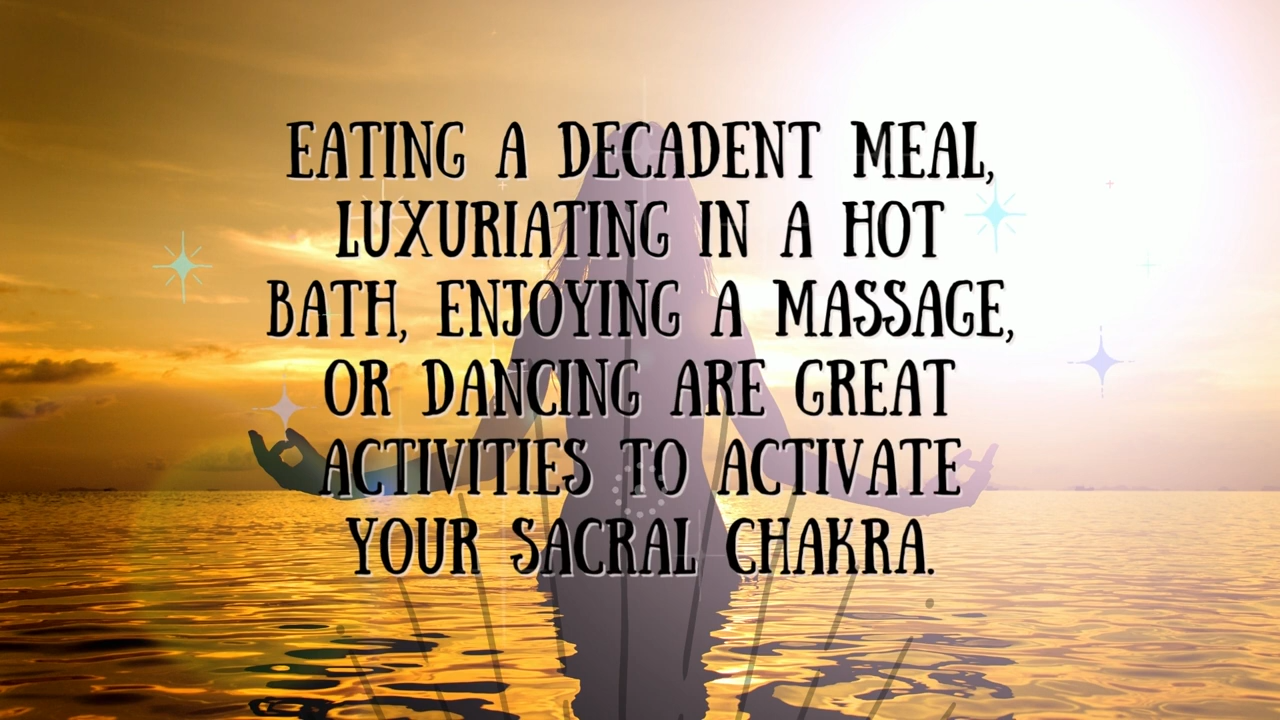 EATING A DECADENT MEAL,
LUXURIATING IN A HOT
BATH, ENJOYING A MASSAGE,
OR DANCING ARE GREAT
ACTIVITIES TO ACTIVATE
YOUR SACRAL CHAKRA.